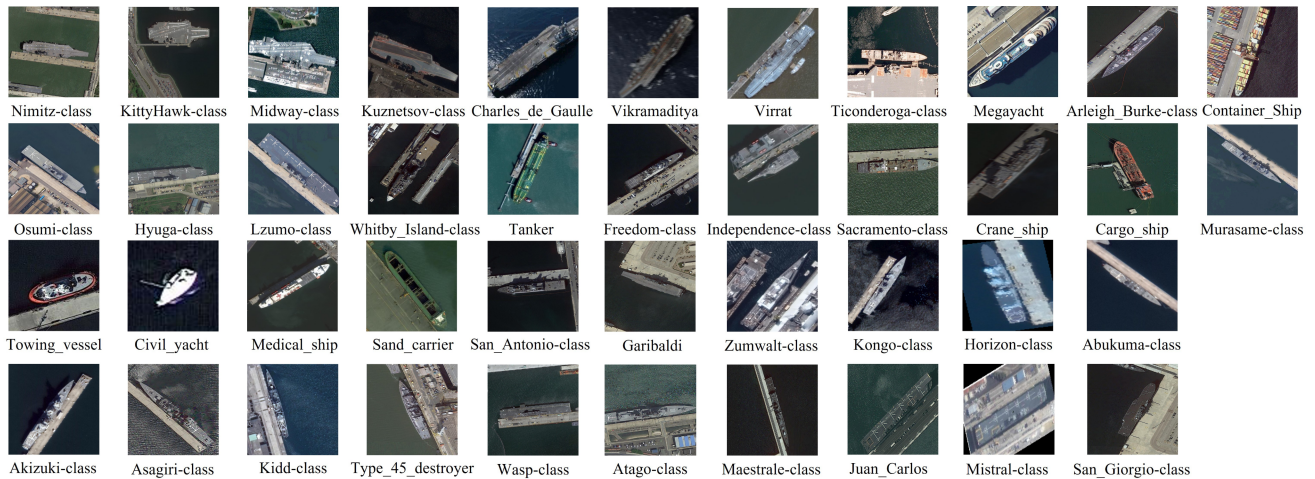 Nimitz-class KittyHawk-class Midway-class Kuznetsov-class Charles_de_Gaulle Vikramaditya Virrat Ticonderoga-class Megayacht Arleigh_Burke-class Container_Ship
Osumi-class Hyuga-class Lzumo-class Whitby_Island-class Tanker Freedom-class Independence-class Sacramento-class Crane_ship Cargo_ship Murasame-class
Towing_vessel Civil_yacht Medical_ship Sand_carrier San_Antonio-class Garibaldi Zumwalt-class Kongo-class Horizon-class Abukuma-class
Akizuki-class Asagiri-class Kidd-class Type_45_destroyer Wasp-class Atago-class Maestrale-class Juan_Carlos Mistral-class San_Giorgio-class